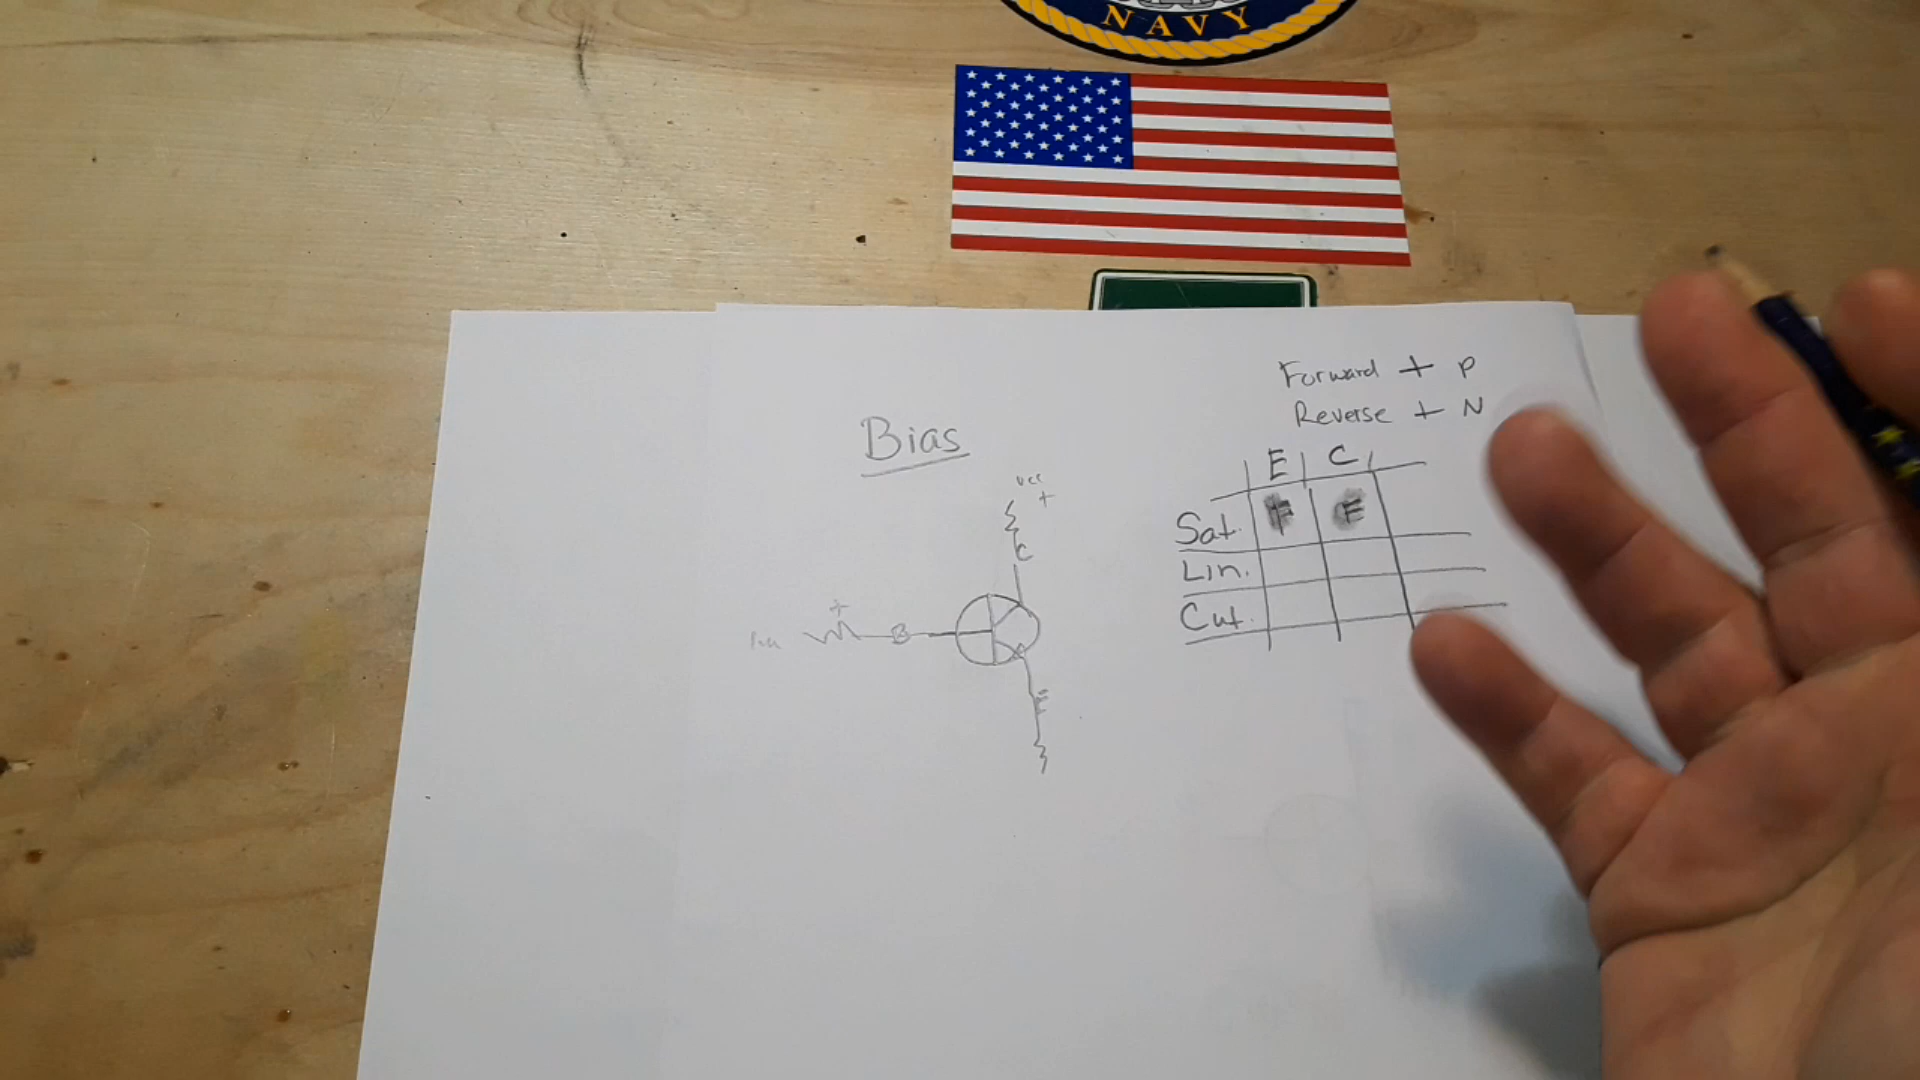 NAVY
Forward + P
Reverse + N
Bias
E C
Vcc
+
Sat. F F
C
Lin.
+
Cut.
B
E